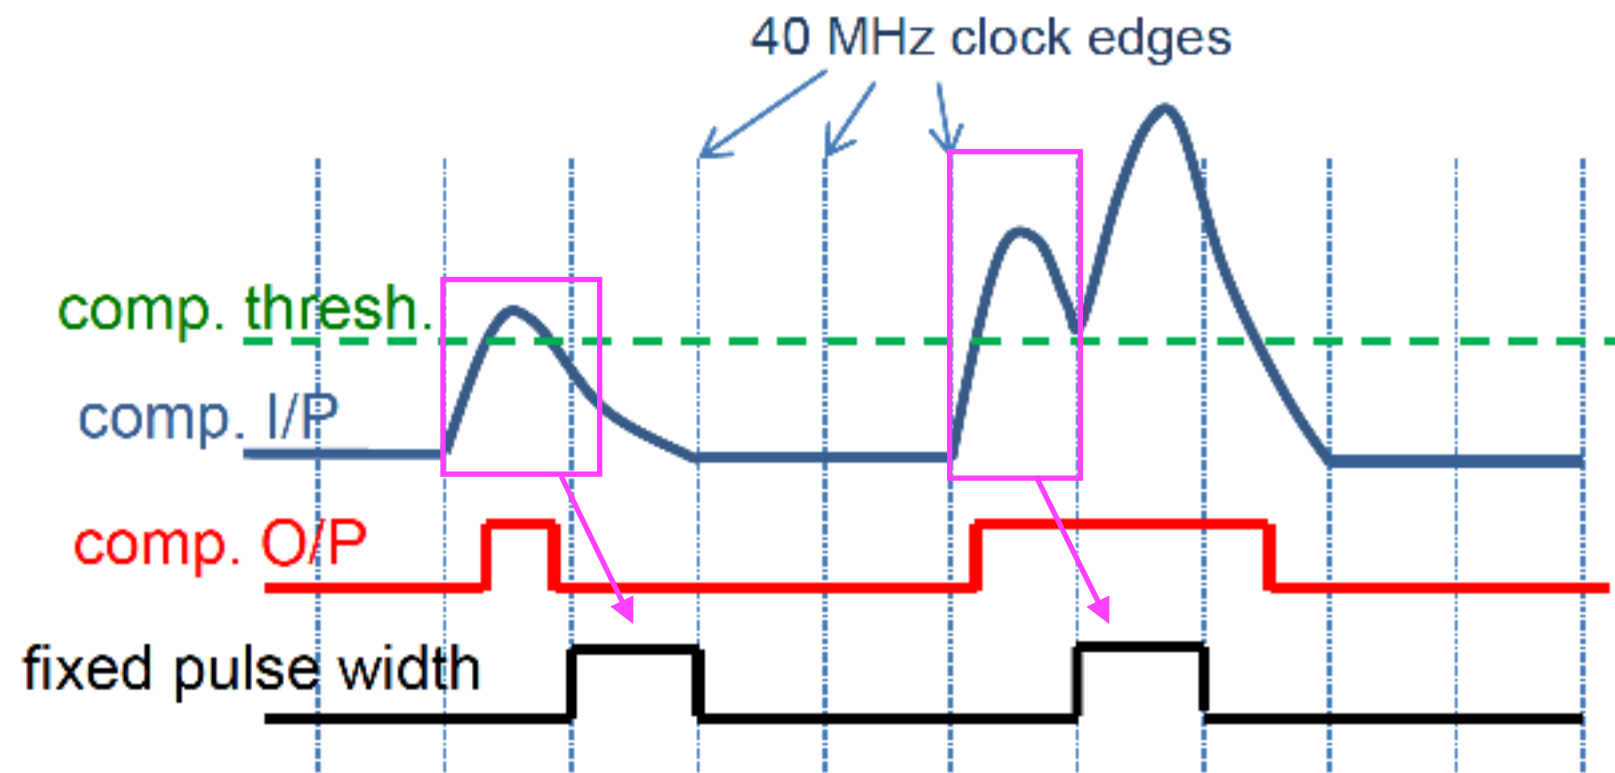 40 MHz clock edges
comp. thresh.
comp. I/P
comp. O/P
fixed pulse width